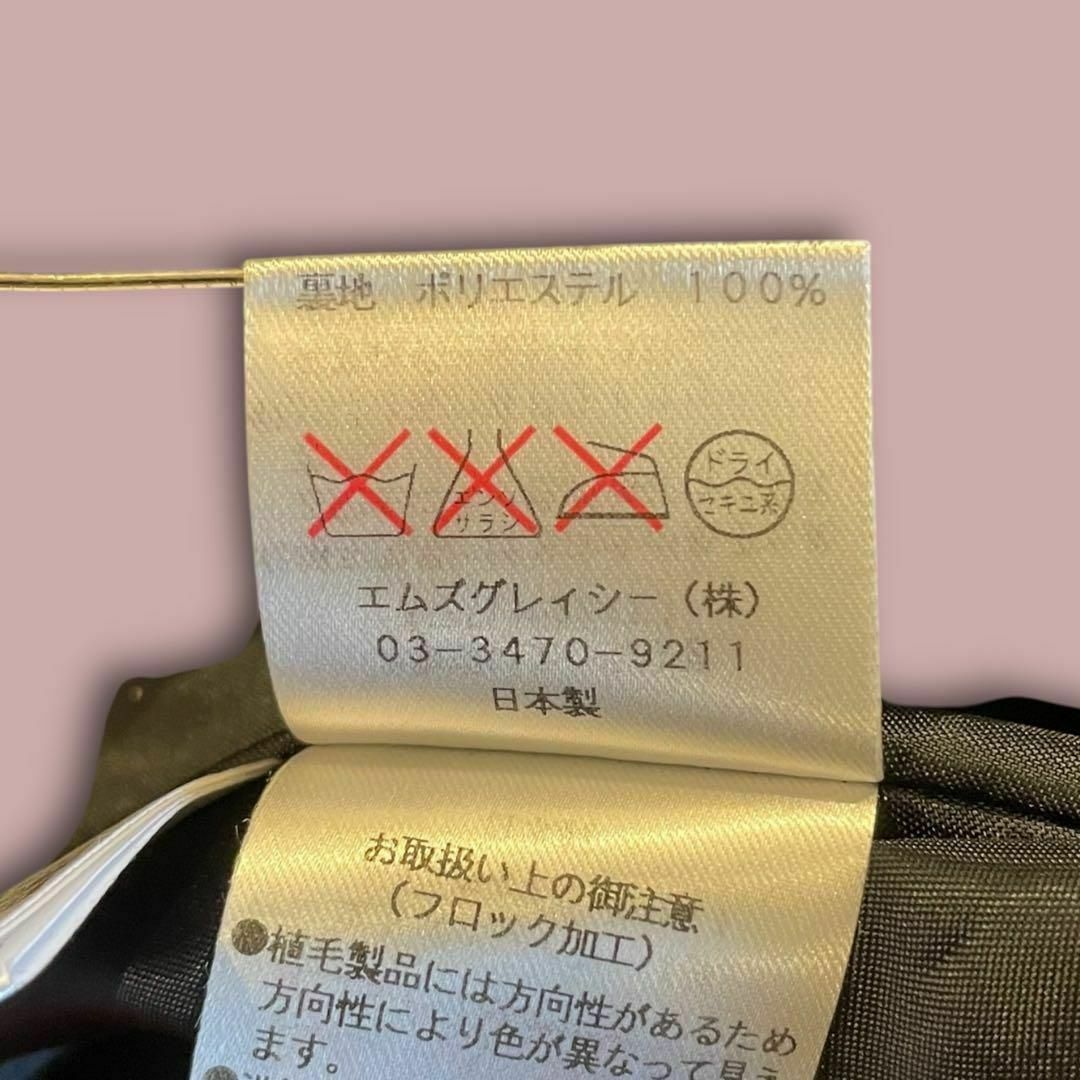 裏地 ポリエステル 100%
エンソ
サラシ
ドライ
セキユ系
エムズグレィシー(株)
03-3470-9211
日本製
お取扱い上の御注意
(フロック加工)
●植毛製品には方向性があるため
方向性により色が異なって見え
ます。